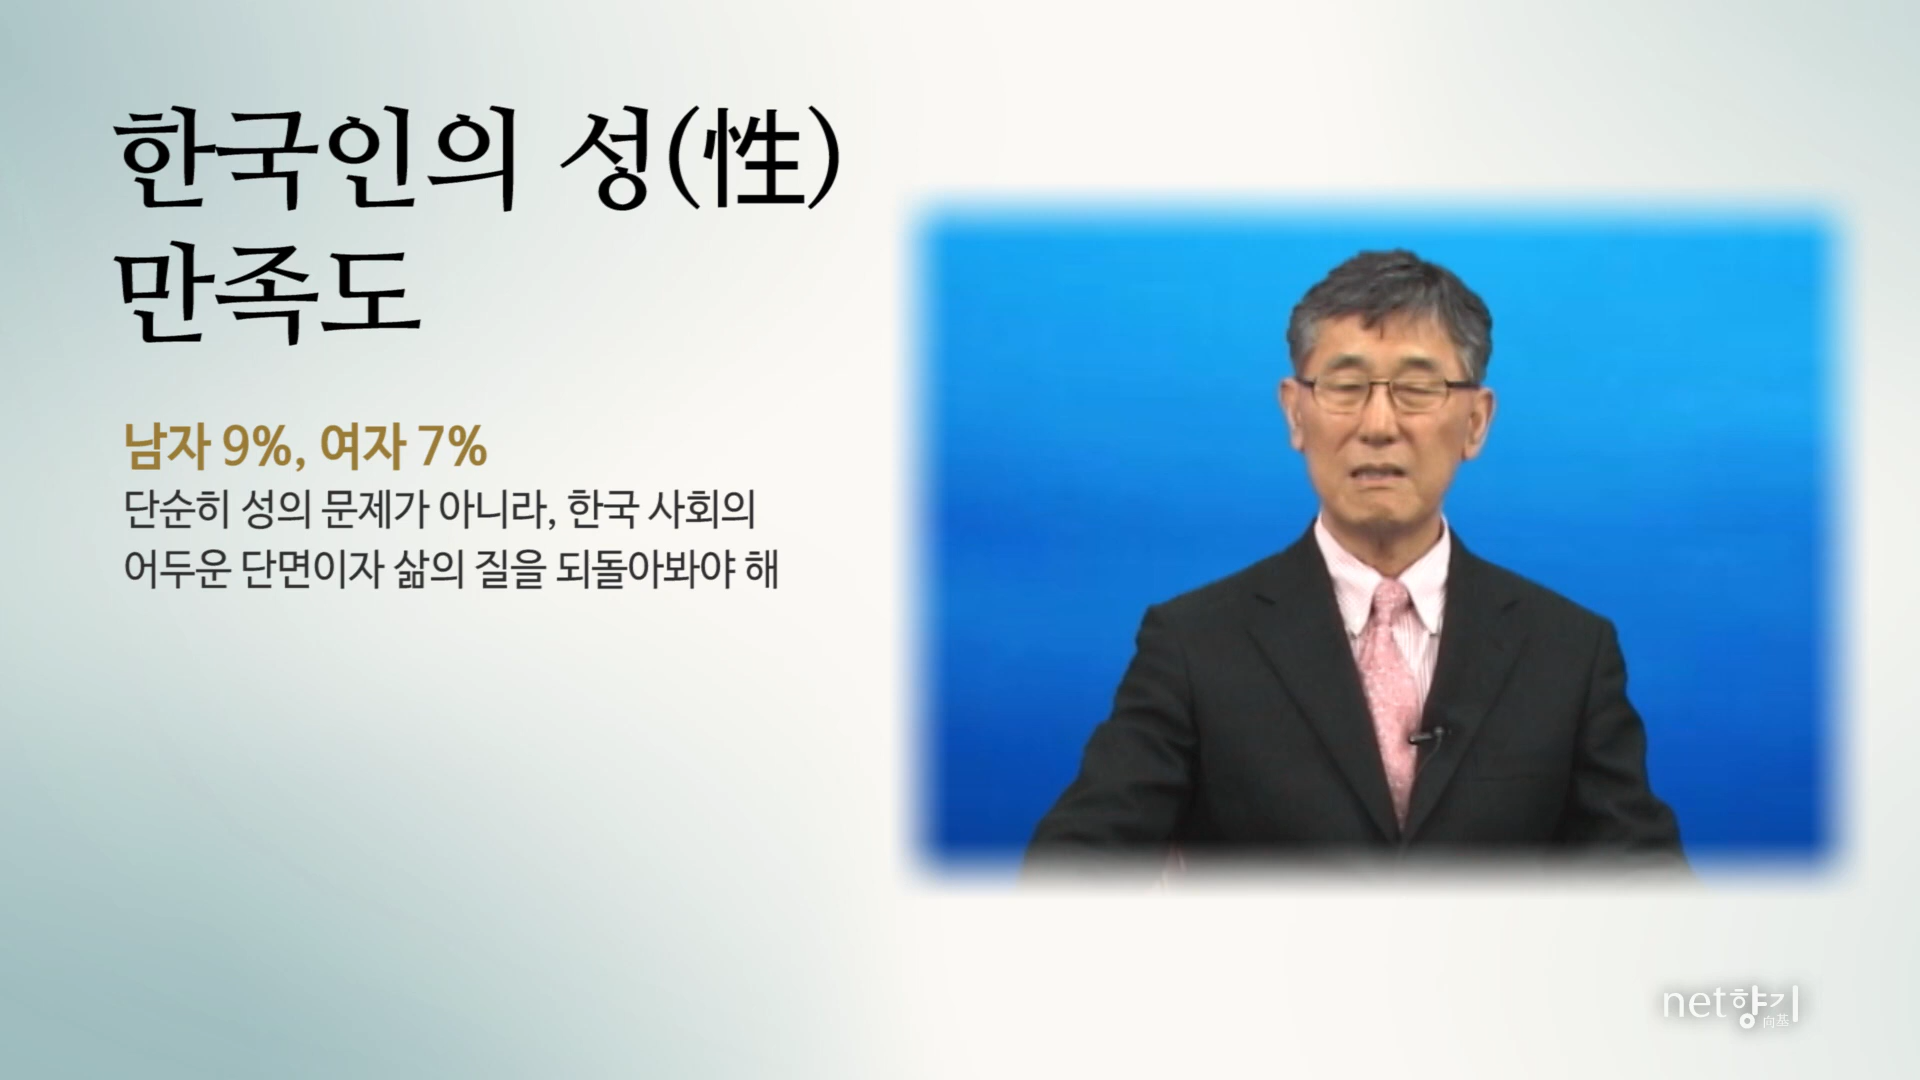 한국인의 성(性)
만족도
남자 9%, 여자 7%
단순히 성의 문제가 아니라, 한국 사회의
어두운 단면이자 삶의 질을 되돌아봐야 해
net향기
向基